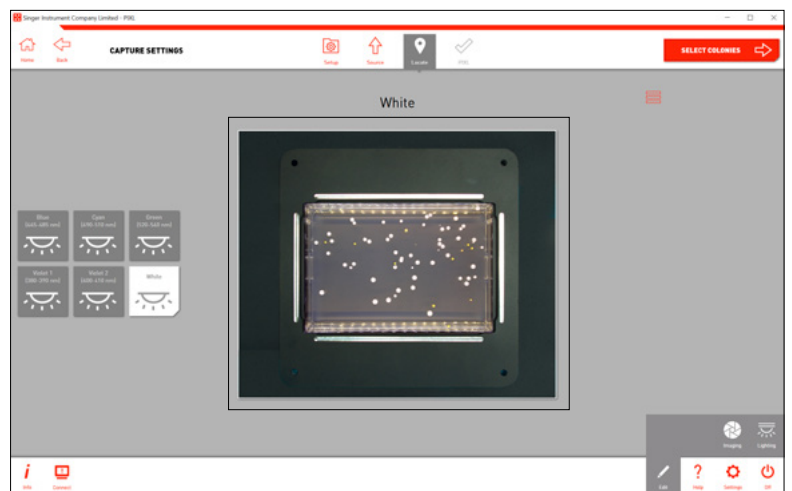 Singer Instrument Company Limited - PIXL
Home
Back
CAPTURE SETTINGS
Setup
Source
Locate
PIXL
SELECT COLONIES
White
Blue
Cyan
Green
Violet 1
Violet 2
White
Imaging
Lighting
Info
Connect
Edit
Help
Settings
Off